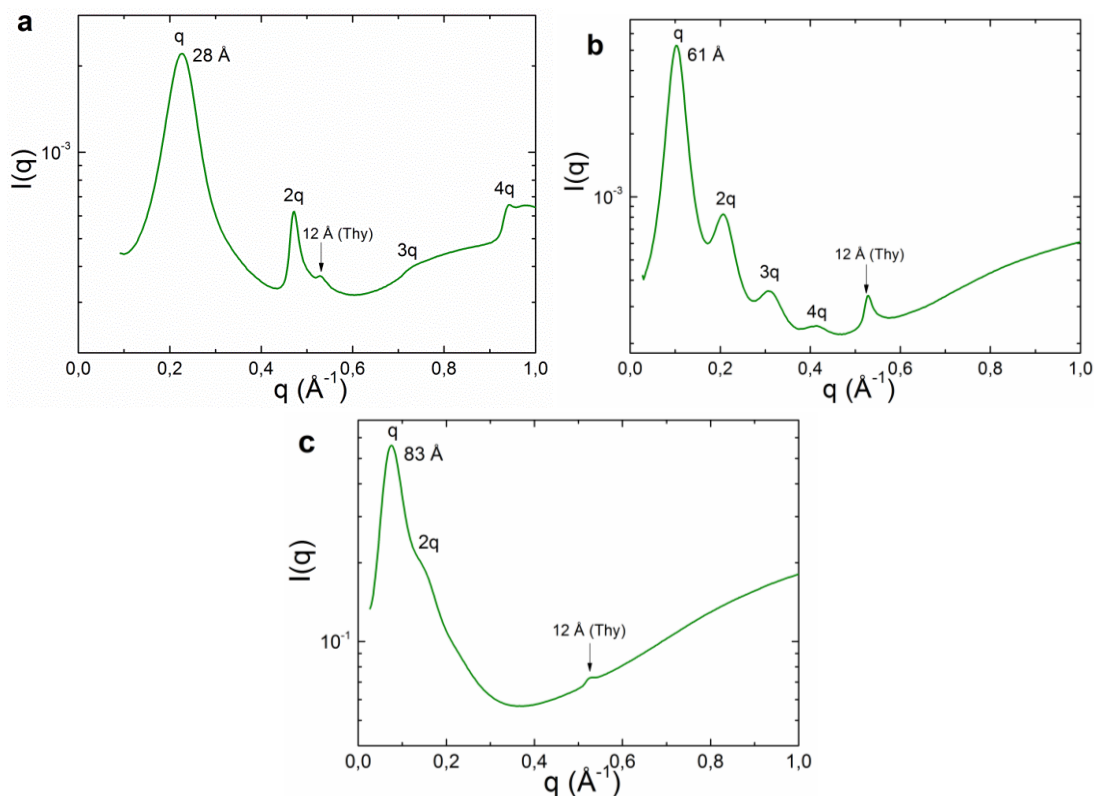 a
q
28 Å
2q
12 Å (Thy)
3q
4q
10-3
I(q)
0,0 0,2 0,4 0,6 0,8 1,0
q (Å-1)
b
q
61 Å
2q
3q
4q
12 Å (Thy)
10-3
I(q)
0,0 0,2 0,4 0,6 0,8 1,0
q (Å-1)
c
q
83 Å
2q
12 Å (Thy)
10-1
I(q)
0,0 0,2 0,4 0,6 0,8 1,0
q (Å-1)